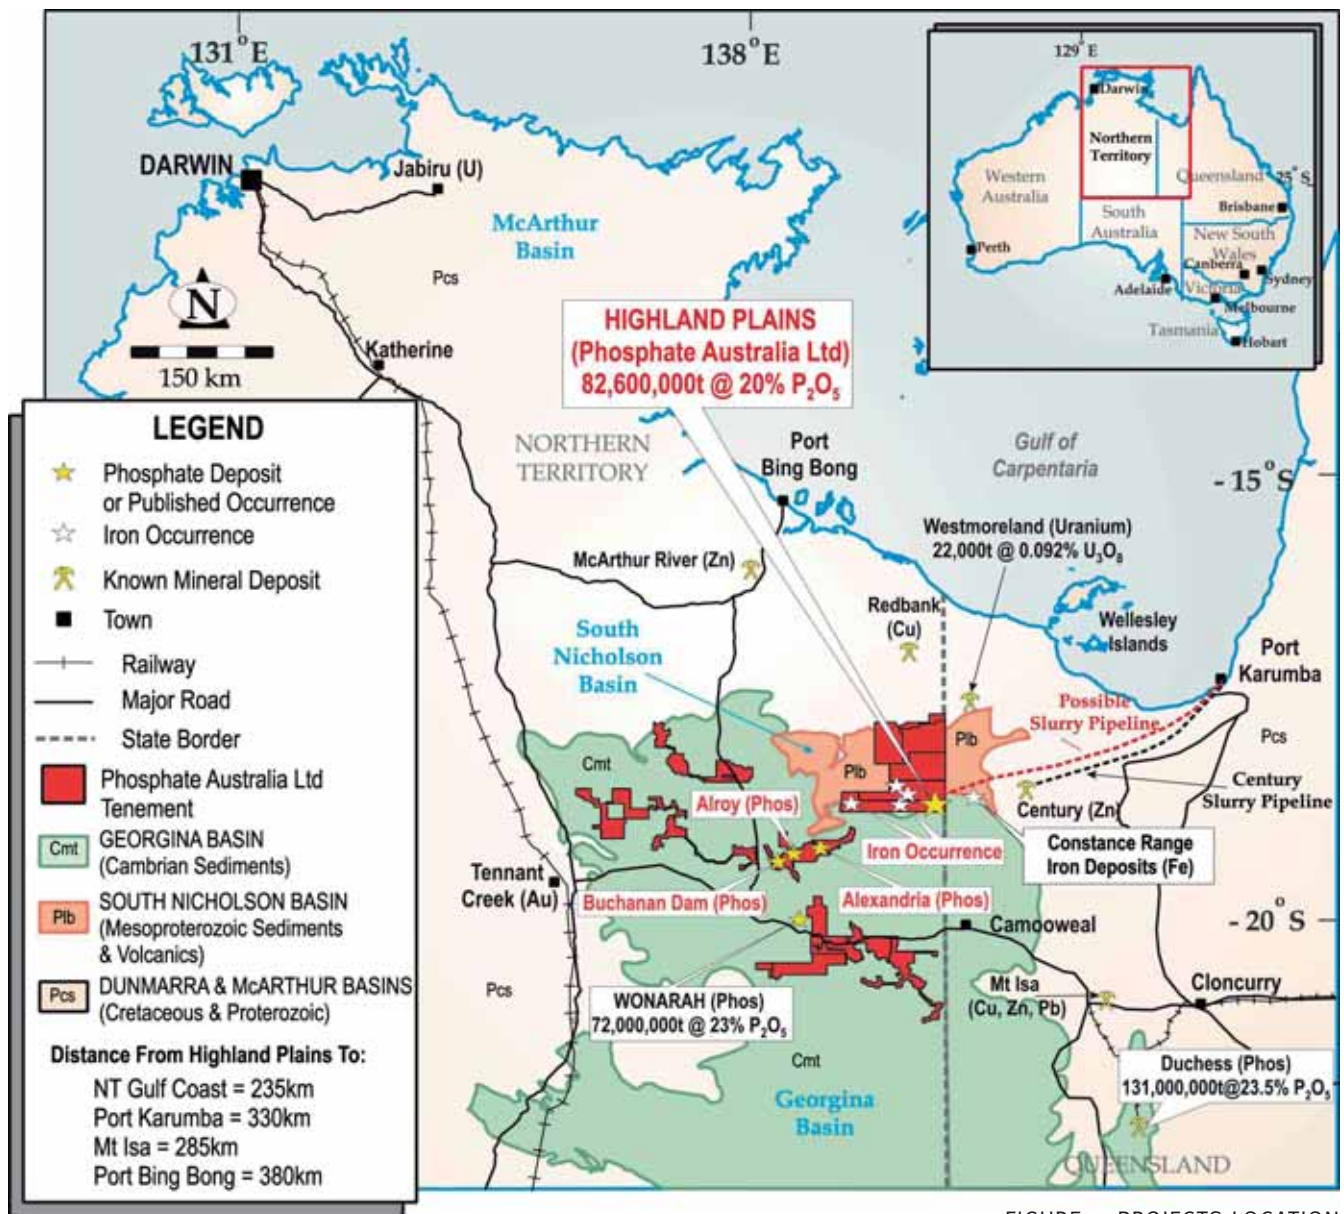 131°E
138°E
DARWIN
Jabiru (U)
McArthur
Basin
Pcs
N
150 km
Katherine
HIGHLAND PLAINS
(Phosphate Australia Ltd)
82,600,000t @ 20% P₂O₅
129°E
Darwin
Northern
Territory
Western
Australia
Queensland
25°S
South
Australia
Brisbane
New South
Wales
Perth
Canberra
Sydney
Adelaide
Victoria
Melbourne
Tasmania
Hobart
LEGEND
Phosphate Deposit
or Published Occurrence
Iron Occurrence
Known Mineral Deposit
Town
Railway
Major Road
State Border
Phosphate Australia Ltd
Tenement
Cmt
GEORGINA BASIN
(Cambrian Sediments)
Plb
SOUTH NICHOLSON BASIN
(Mesoproterozoic Sediments
& Volcanics)
Pcs
DUNMARRA & McARTHUR BASINS
(Cretaceous & Proterozoic)
Distance From Highland Plains To:
NT Gulf Coast = 235km
Port Karumba = 330km
Mt Isa = 285km
Port Bing Bong = 380km
NORTHERN
TERRITORY
Port
Bing Bong
Gulf of
Carpentaria
- 15°S
Westmoreland (Uranium)
22,000t @ 0.092% U₃O₈
McArthur River (Zn)
Redbank
(Cu)
South
Nicholson
Basin
Wellesley
Islands
Port
Karumba
Possible
Slurry Pipeline
Plb
Pcs
Cmt
Plb
Century
Slurry Pipeline
Alroy (Phos)
Century (Zn)
Iron Occurrence
Constance Range
Iron Deposits (Fe)
Tennant
Creek (Au)
Buchanan Dam (Phos)
Alexandria (Phos)
Camooweal
- 20°S
Pcs
WONARAH (Phos)
72,000,000t @ 23% P₂O₅
Mt Isa
(Cu, Zn, Pb)
Cloncurry
Cmt
Duchess (Phos)
131,000,000t@23.5% P₂O₅
Georgina
Basin
QUEENSLAND
PROJECTS LOCATION